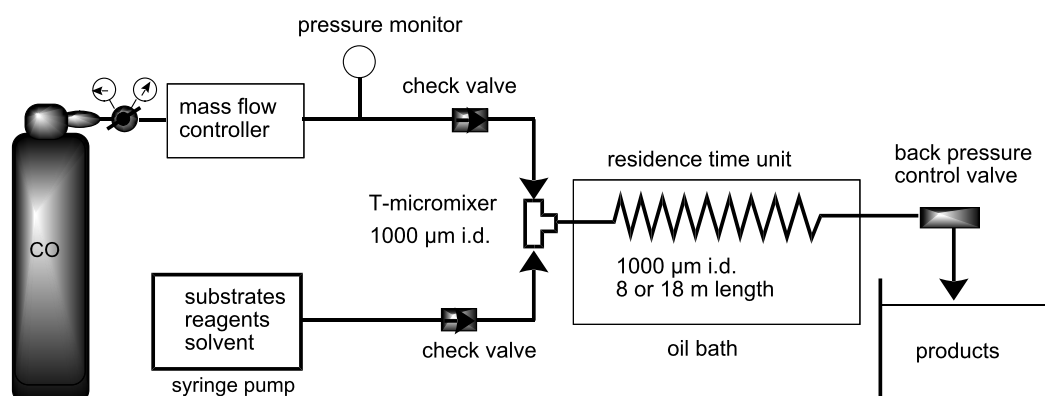 pressure monitor
check valve
mass flow
controller
CO
T-micromixer
1000 µm i.d.
residence time unit
1000 µm i.d.
8 or 18 m length
oil bath
back pressure
control valve
substrates
reagents
solvent
syringe pump
check valve
products